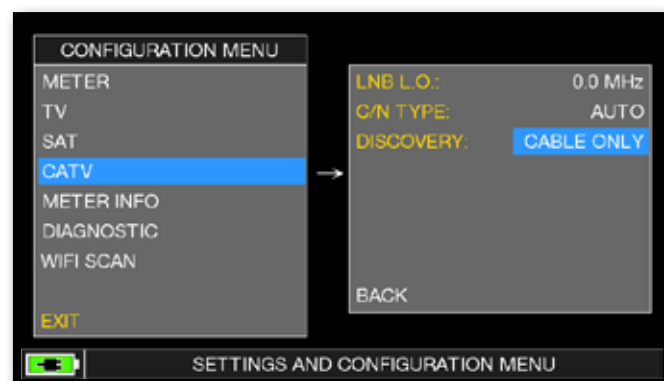 CONFIGURATION MENU
METER
TV
SAT
CATV
METER INFO
DIAGNOSTIC
WIFI SCAN
EXIT
LNB L.O.: 0.0 MHz
C/N TYPE: AUTO
DISCOVERY: CABLE ONLY
BACK
SETTINGS AND CONFIGURATION MENU